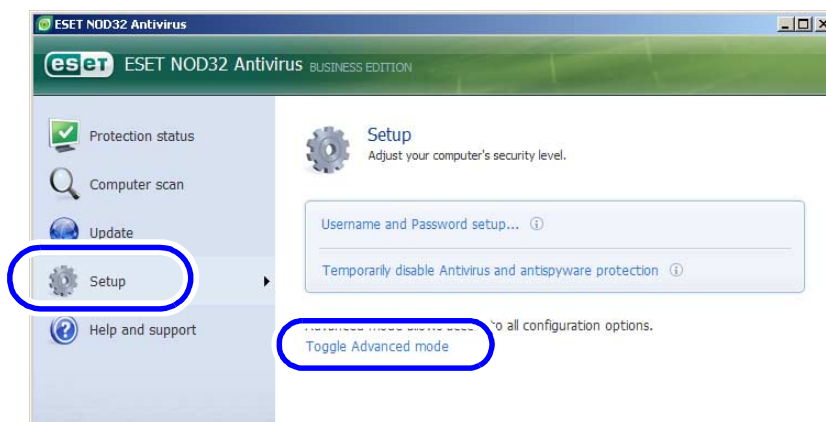 ESET NOD32 Antivirus
eset ESET NOD32 Antivirus BUSINESS EDITION
Protection status
Computer scan
Update
Setup
Help and support
Setup
Adjust your computer's security level.
Username and Password setup...
Temporarily disable Antivirus and antispyware protection
to all configuration options.
Toggle Advanced mode